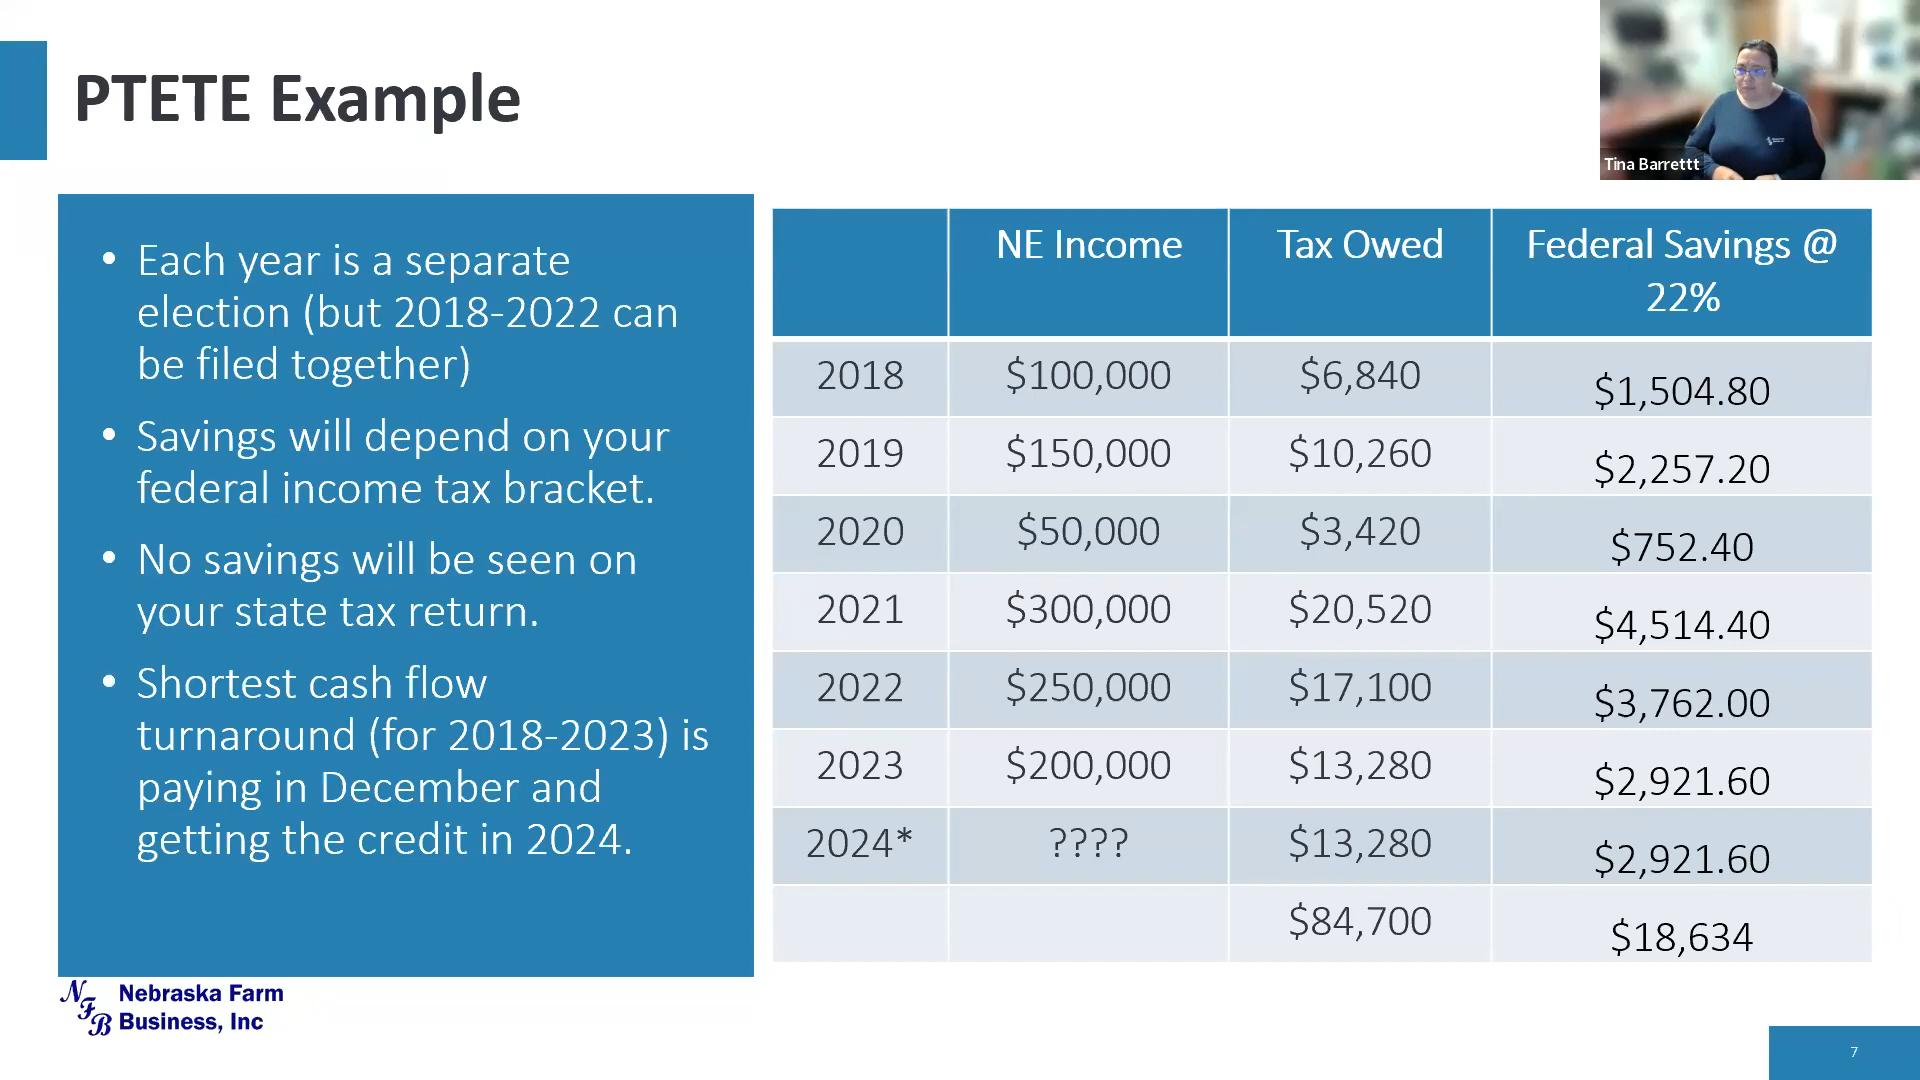 PTETE Example
Tina Barrettt
• Each year is a separate
election (but 2018-2022 can
be filed together)
• Savings will depend on your
federal income tax bracket.
• No savings will be seen on
your state tax return.
• Shortest cash flow
turnaround (for 2018-2023) is
paying in December and
getting the credit in 2024.
NE Income Tax Owed Federal Savings @
22%
2018 $100,000 $6,840 $1,504.80
2019 $150,000 $10,260 $2,257.20
2020 $50,000 $3,420 $752.40
2021 $300,000 $20,520 $4,514.40
2022 $250,000 $17,100 $3,762.00
2023 $200,000 $13,280 $2,921.60
2024* ???? $13,280 $2,921.60
$84,700 $18,634
NFB Nebraska Farm
Business, Inc
7